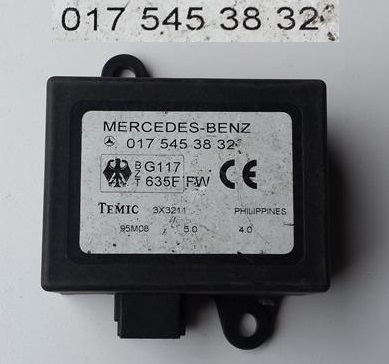 017 545 38 32
MERCEDES-BENZ
017 545 38 32
BZT G117 635F FW CE
TEMIC 3X3211 PHILIPPINES
95M08 5.0 4.0